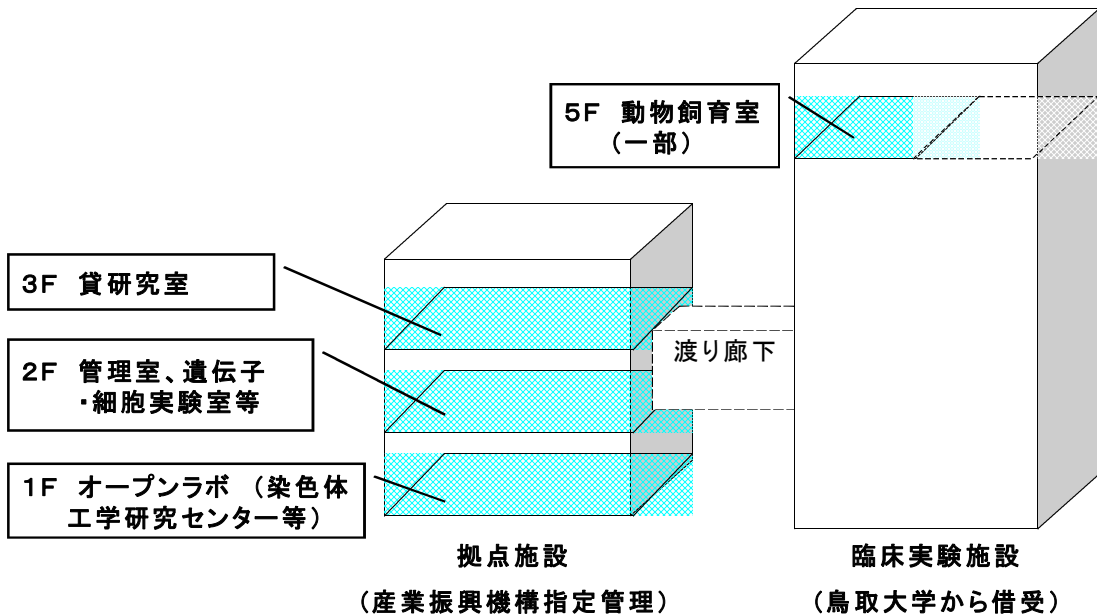 5F 動物飼育室
(一部)
3F 貸研究室
2F 管理室、遺伝子
・細胞実験室等
1F オープンラボ (染色体
工学研究センター等)
渡り廊下
拠点施設
(産業振興機構指定管理)
臨床実験施設
(鳥取大学から借受)